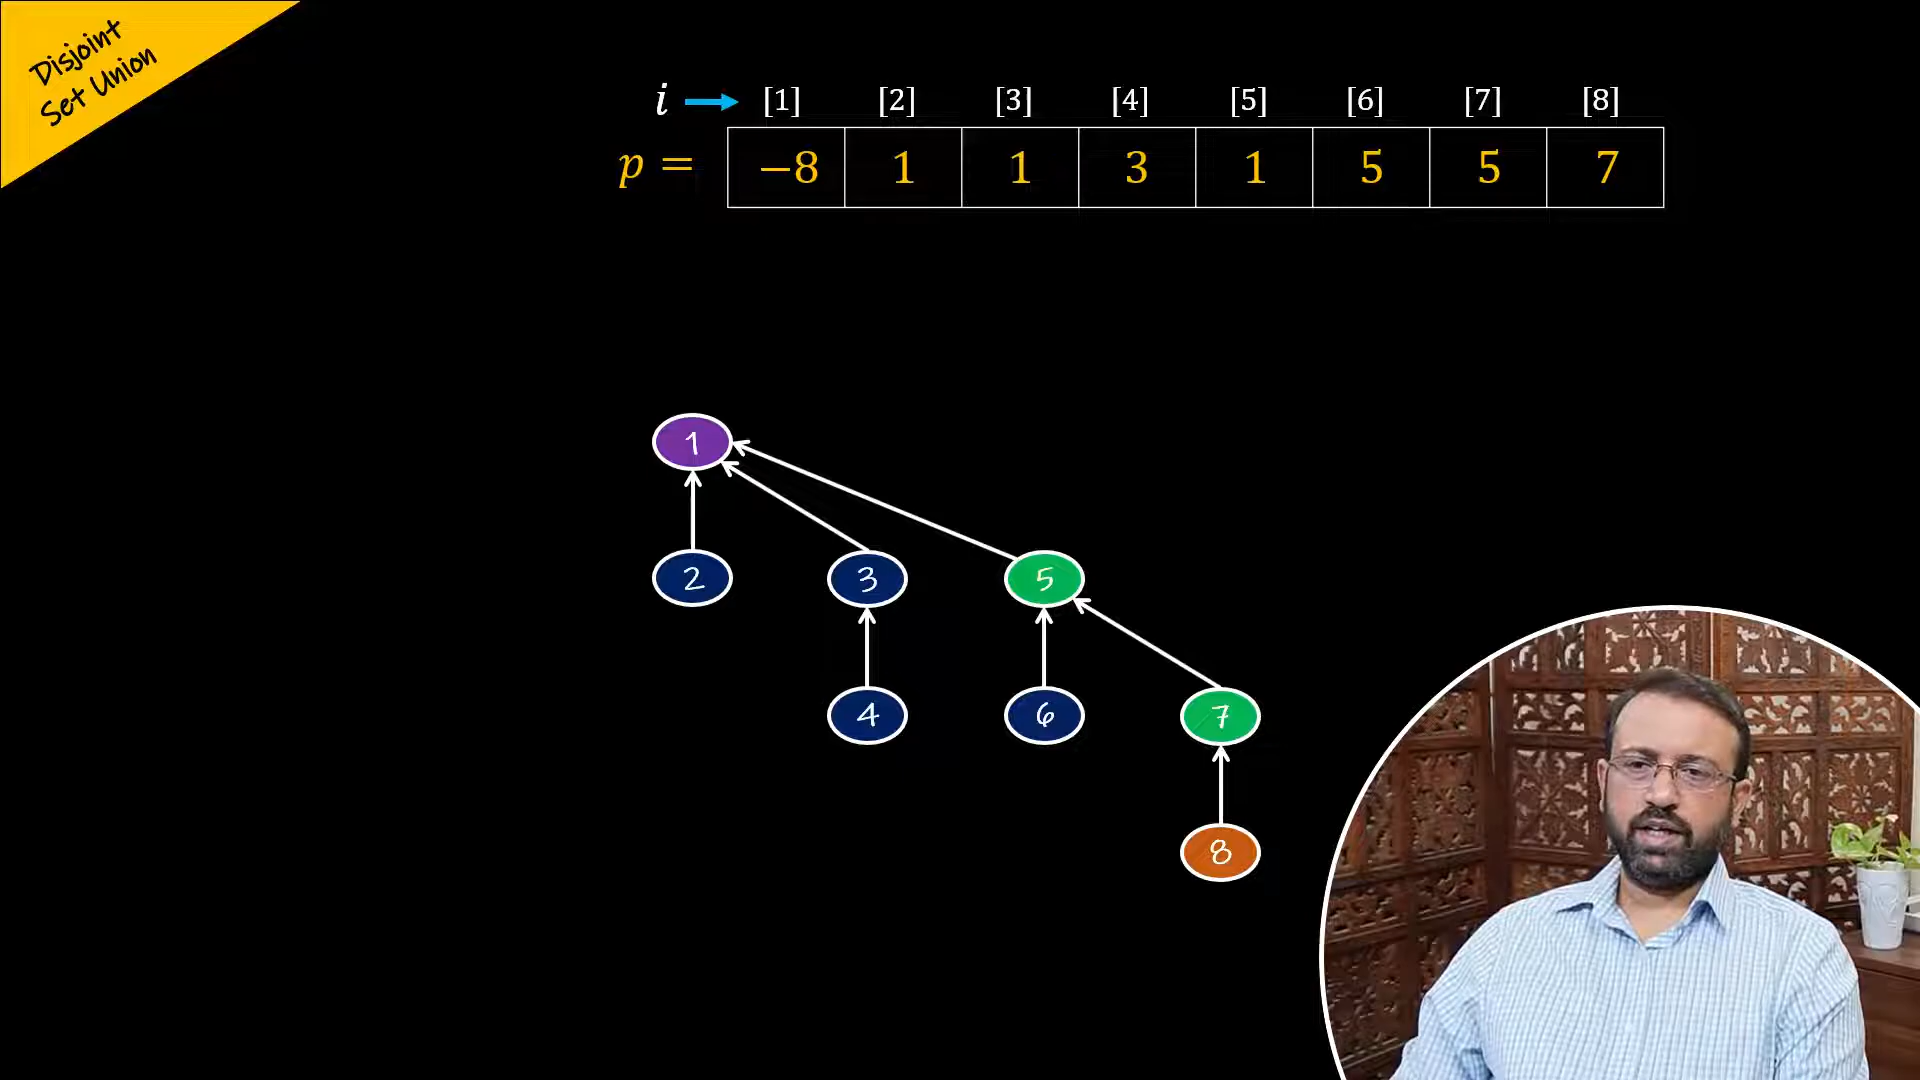 Disjoint
Set Union
i → [1] [2] [3] [4] [5] [6] [7] [8]
p = −8 1 1 3 1 5 5 7
1
2 3 5
4 6 7
8